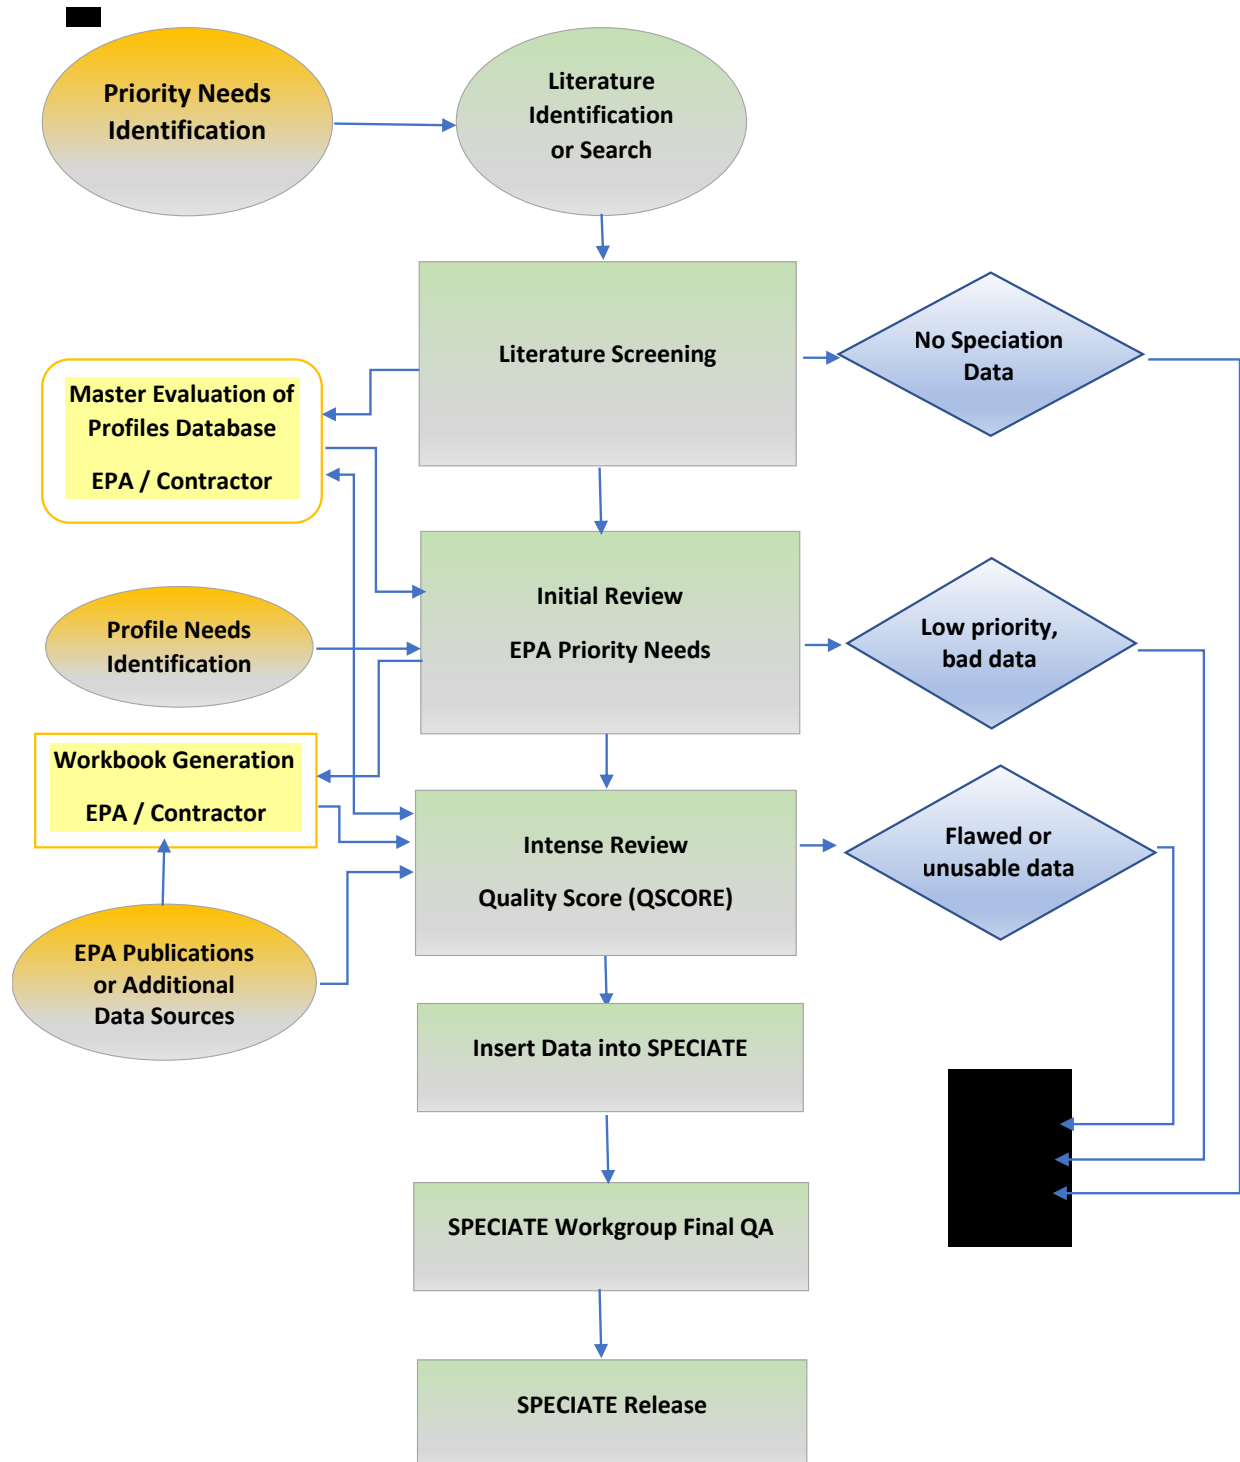 Priority Needs
Identification
Literature
Identification
or Search
Literature Screening
No Speciation
Data
Master Evaluation of
Profiles Database
EPA / Contractor
Initial Review
EPA Priority Needs
Low priority,
bad data
Profile Needs
Identification
Workbook Generation
EPA / Contractor
Intense Review
Quality Score (QSCORE)
Flawed or
unusable data
EPA Publications
or Additional
Data Sources
Insert Data into SPECIATE
SPECIATE Workgroup Final QA
SPECIATE Release